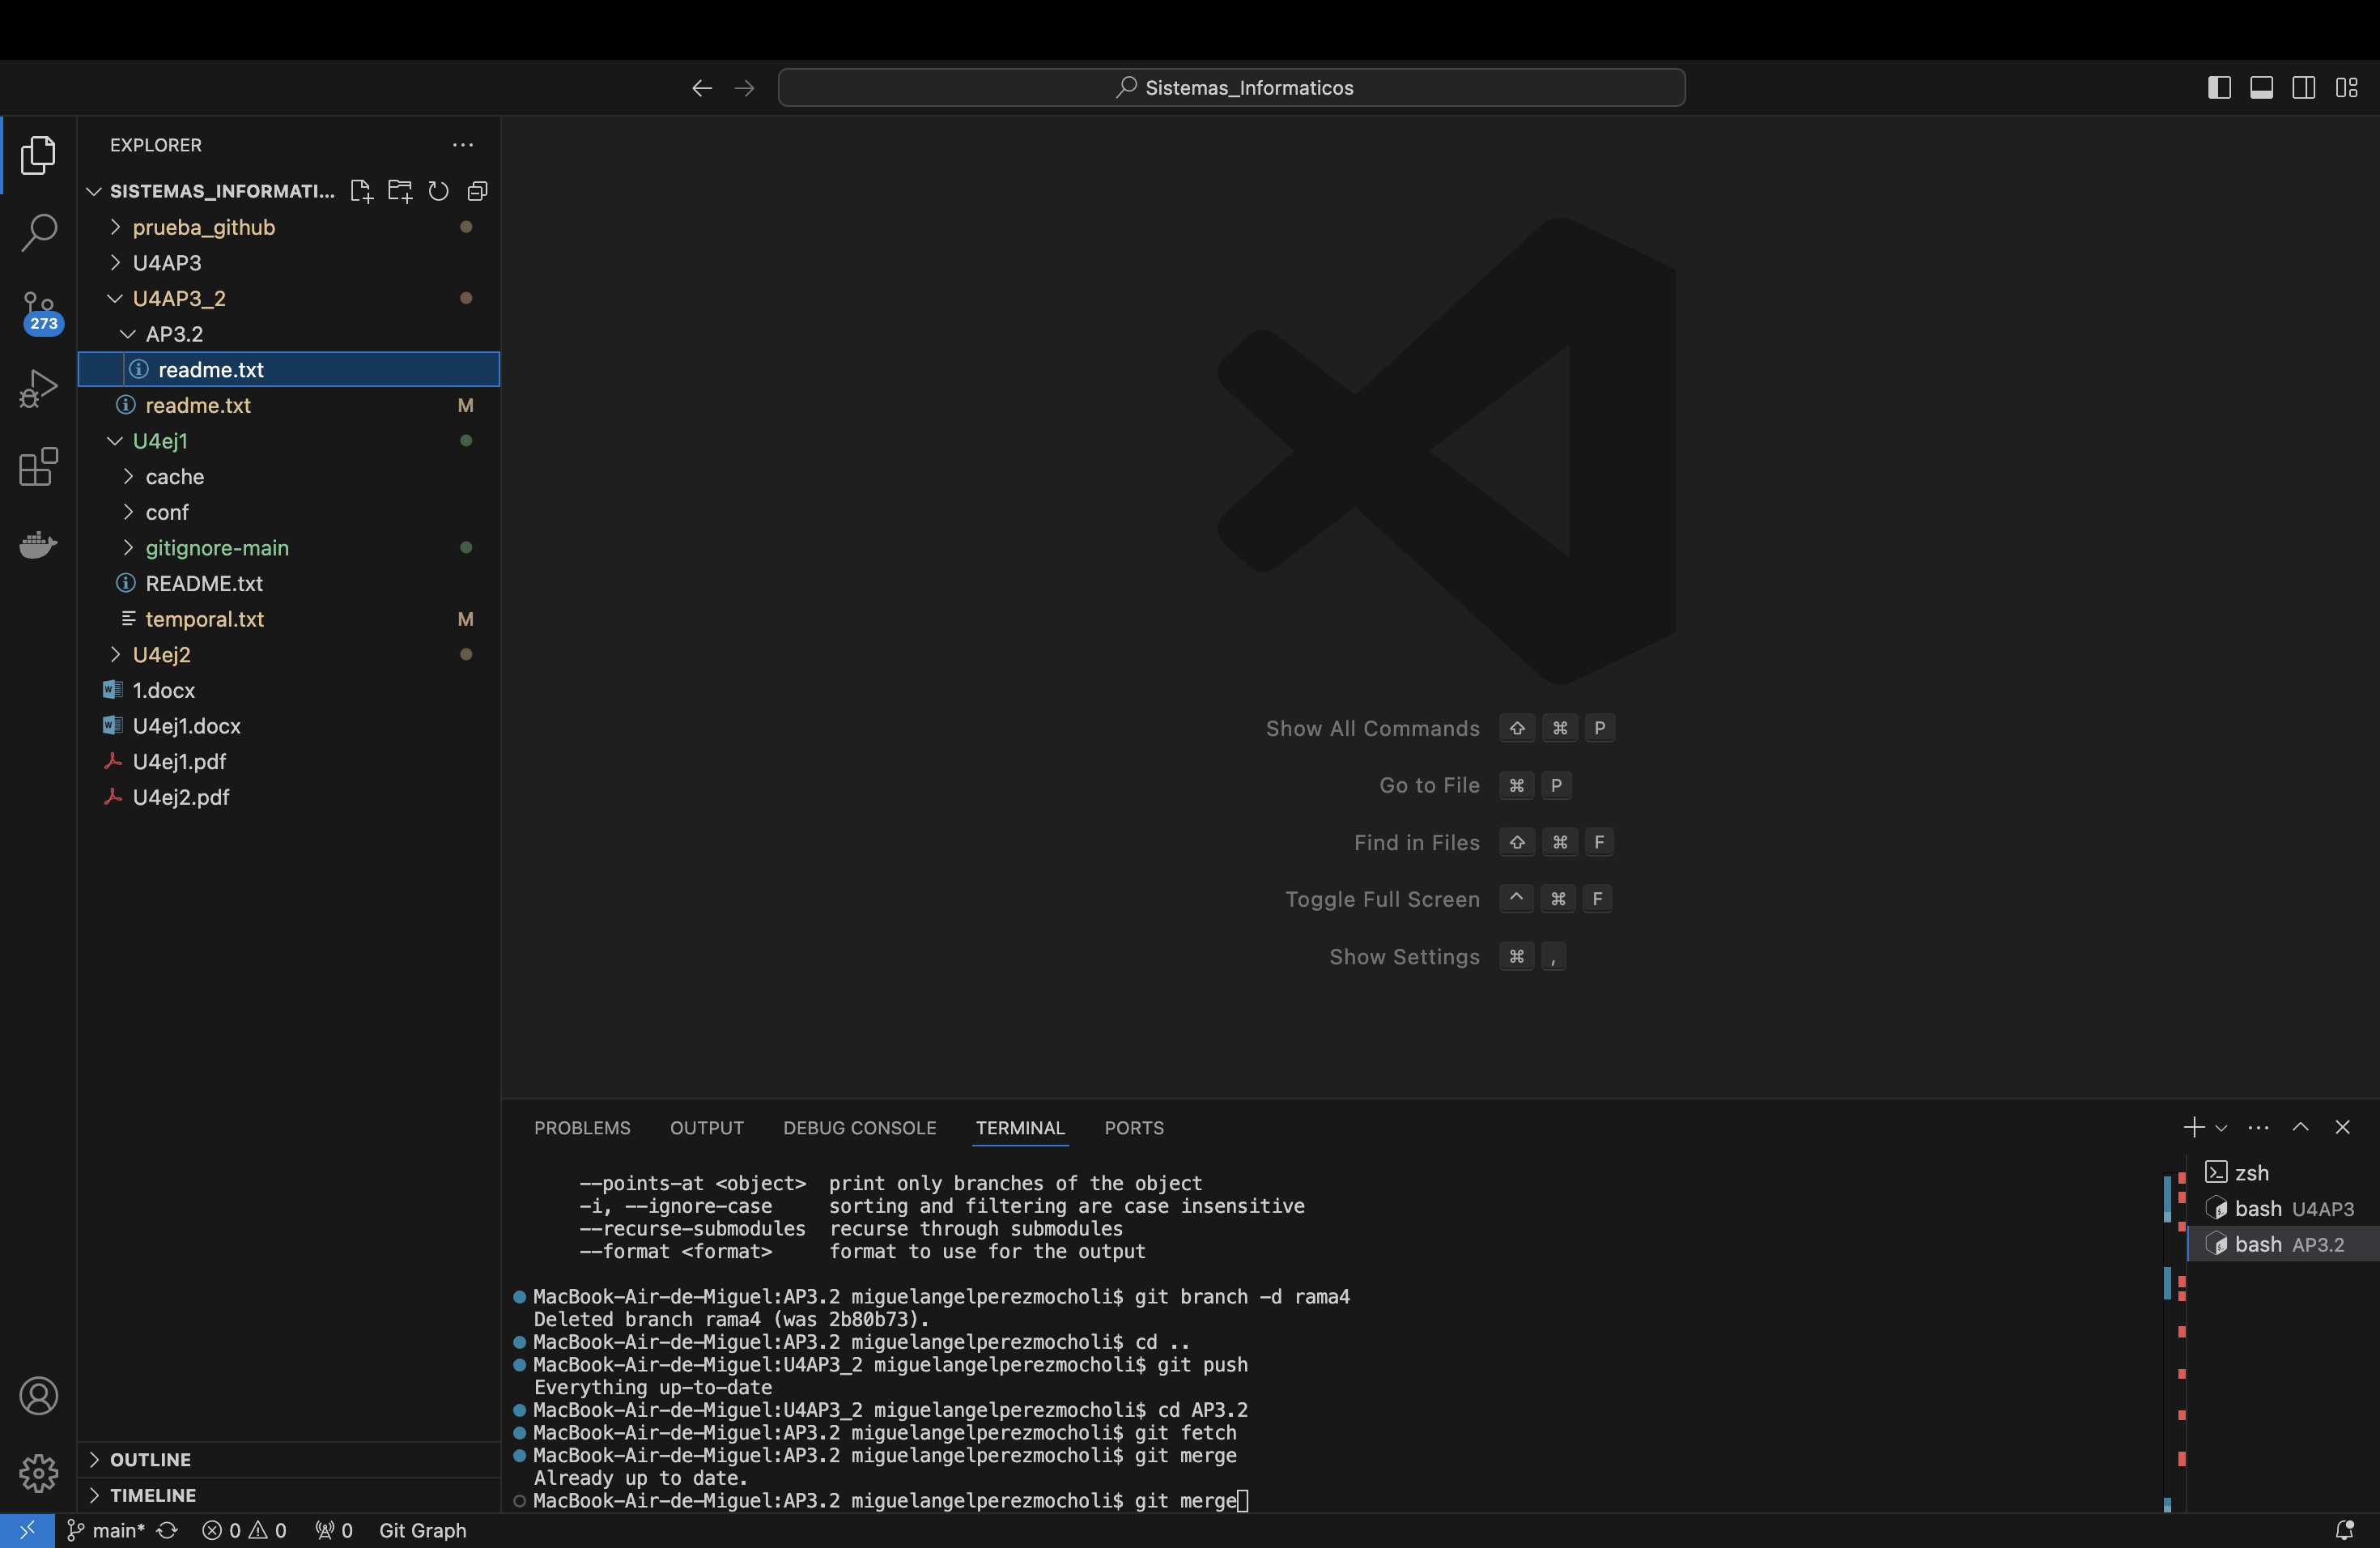 Sistemas_Informaticos
EXPLORER
SISTEMAS_INFORMATI...
prueba_github
U4AP3
U4AP3_2
AP3.2
readme.txt
readme.txt M
U4ej1
cache
conf
gitignore-main
README.txt
temporal.txt M
U4ej2
1.docx
U4ej1.docx
U4ej1.pdf
U4ej2.pdf
OUTLINE
TIMELINE
273
Show All Commands ⇧ ⌘ P
Go to File ⌘ P
Find in Files ⇧ ⌘ F
Toggle Full Screen ^ ⌘ F
Show Settings ⌘ ,
PROBLEMS OUTPUT DEBUG CONSOLE TERMINAL PORTS
--points-at <object> print only branches of the object
-i, --ignore-case sorting and filtering are case insensitive
--recurse-submodules recurse through submodules
--format <format> format to use for the output
MacBook-Air-de-Miguel:AP3.2 miguelangelperezmocholi$ git branch -d rama4
Deleted branch rama4 (was 2b80b73).
MacBook-Air-de-Miguel:AP3.2 miguelangelperezmocholi$ cd ..
MacBook-Air-de-Miguel:U4AP3_2 miguelangelperezmocholi$ git push
Everything up-to-date
MacBook-Air-de-Miguel:U4AP3_2 miguelangelperezmocholi$ cd AP3.2
MacBook-Air-de-Miguel:AP3.2 miguelangelperezmocholi$ git fetch
MacBook-Air-de-Miguel:AP3.2 miguelangelperezmocholi$ git merge
Already up to date.
MacBook-Air-de-Miguel:AP3.2 miguelangelperezmocholi$ git merge
zsh
bash U4AP3
bash AP3.2
main* 0 0 0 Git Graph